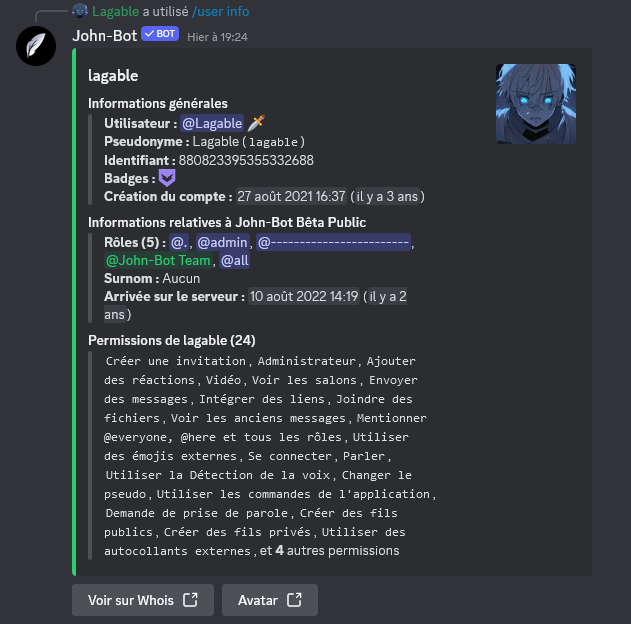 Lagable a utilisé /user info
John-Bot BOT Hier à 19:24
lagable
Informations générales
Utilisateur : @Lagable
Pseudonyme : Lagable (lagable)
Identifiant : 880823395355332688
Badges :
Création du compte : 27 août 2021 16:37 (il y a 3 ans)
Informations relatives à John-Bot Bêta Public
Rôles (5) : @., @admin, @------------------------,
@John-Bot Team, @all
Surnom : Aucun
Arrivée sur le serveur : 10 août 2022 14:19 (il y a 2
ans)
Permissions de lagable (24)
Créer une invitation, Administrateur, Ajouter
des réactions, Vidéo, Voir les salons, Envoyer
des messages, Intégrer des liens, Joindre des
fichiers, Voir les anciens messages, Mentionner
@everyone, @here et tous les rôles, Utiliser
des émojis externes, Se connecter, Parler,
Utiliser la Détection de la voix, Changer le
pseudo, Utiliser les commandes de l'application,
Demande de prise de parole, Créer des fils
publics, Créer des fils privés, Utiliser des
autocollants externes, et 4 autres permissions
Voir sur Whois
Avatar